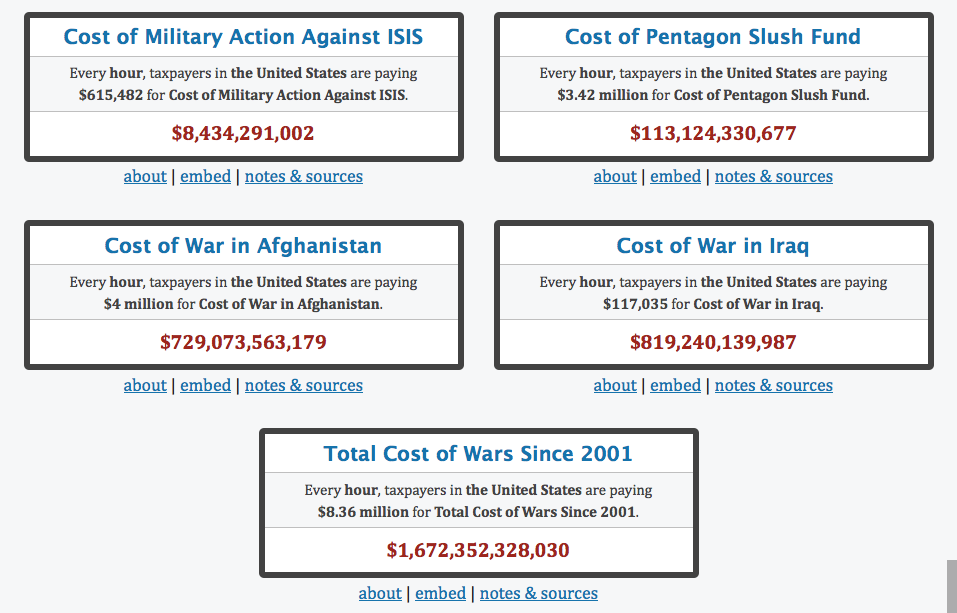 Cost of Military Action Against ISIS
Every hour, taxpayers in the United States are paying
$615,482 for Cost of Military Action Against ISIS.
$8,434,291,002
about | embed | notes & sources
Cost of Pentagon Slush Fund
Every hour, taxpayers in the United States are paying
$3.42 million for Cost of Pentagon Slush Fund.
$113,124,330,677
about | embed | notes & sources
Cost of War in Afghanistan
Every hour, taxpayers in the United States are paying
$4 million for Cost of War in Afghanistan.
$729,073,563,179
about | embed | notes & sources
Cost of War in Iraq
Every hour, taxpayers in the United States are paying
$117,035 for Cost of War in Iraq.
$819,240,139,987
about | embed | notes & sources
Total Cost of Wars Since 2001
Every hour, taxpayers in the United States are paying
$8.36 million for Total Cost of Wars Since 2001.
$1,672,352,328,030
about | embed | notes & sources